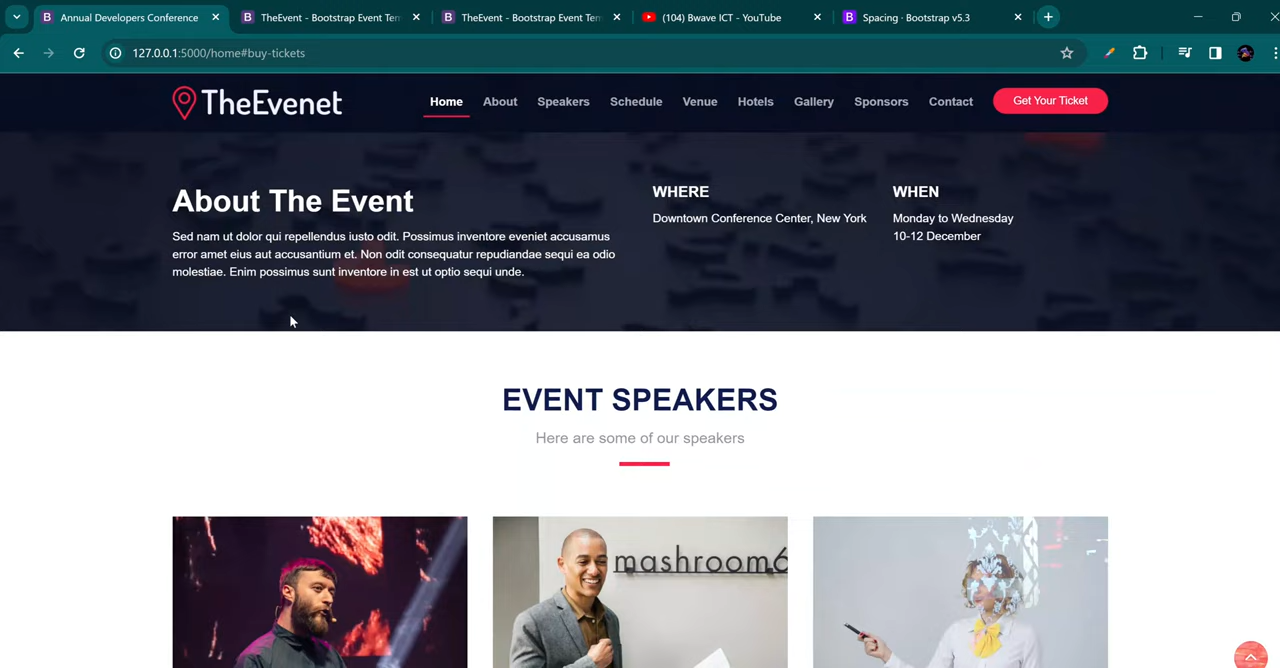 Annual Developers Conference
TheEvent - Bootstrap Event Tem
TheEvent - Bootstrap Event Tem
(104) Bwave ICT - YouTube
Spacing · Bootstrap v5.3
127.0.0.1:5000/home#buy-tickets
TheEvenet
Home About Speakers Schedule Venue Hotels Gallery Sponsors Contact Get Your Ticket
About The Event
Sed nam ut dolor qui repellendus iusto odit. Possimus inventore eveniet accusamus
error amet eius aut accusantium et. Non odit consequatur repudiandae sequi ea odio
molestiae. Enim possimus sunt inventore in est ut optio sequi unde.
WHERE
Downtown Conference Center, New York
WHEN
Monday to Wednesday
10-12 December
EVENT SPEAKERS
Here are some of our speakers
mashroom6